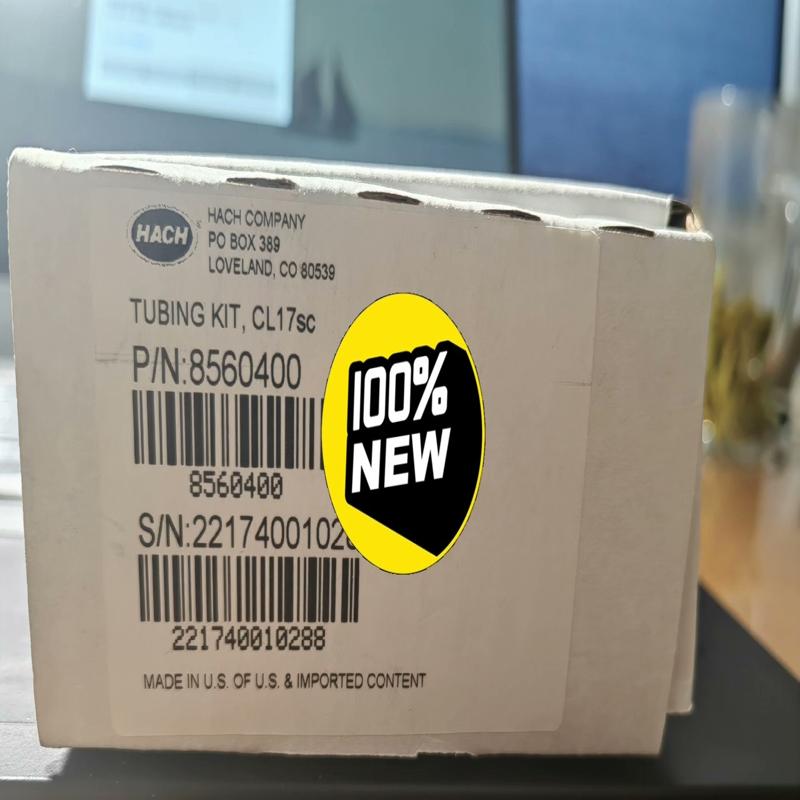 HACH
HACH COMPANY
PO BOX 389
LOVELAND, CO 80539
TUBING KIT, CL17sc
P/N:8560400
8560400
100%
NEW
S/N:2217400102
221740010288
MADE IN U.S. OF U.S. & IMPORTED CONTENT